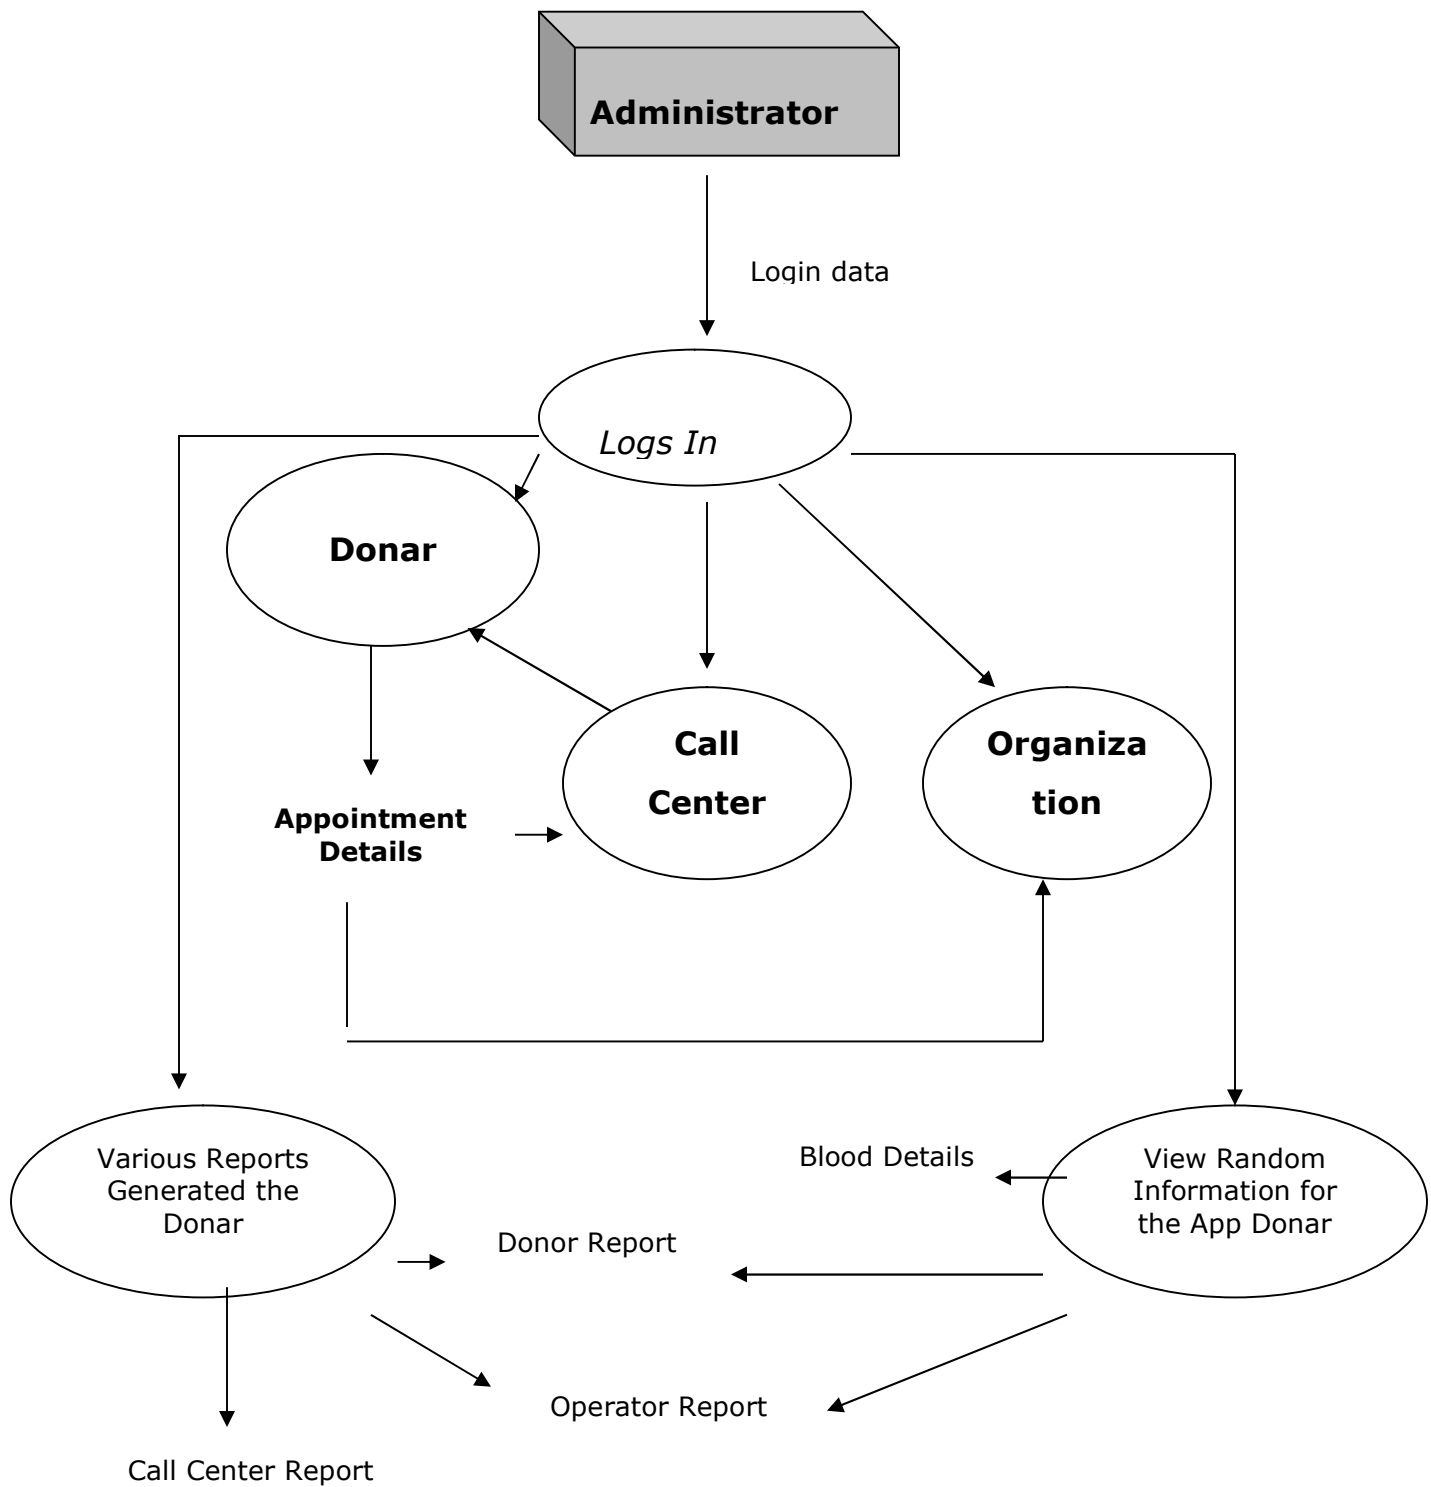 Administrator
Login data
Logs In
Donar
Call
Center
Organiza
tion
Appointment
Details
Various Reports
Generated the
Donar
Blood Details
View Random
Information for
the App Donar
Donor Report
Operator Report
Call Center Report